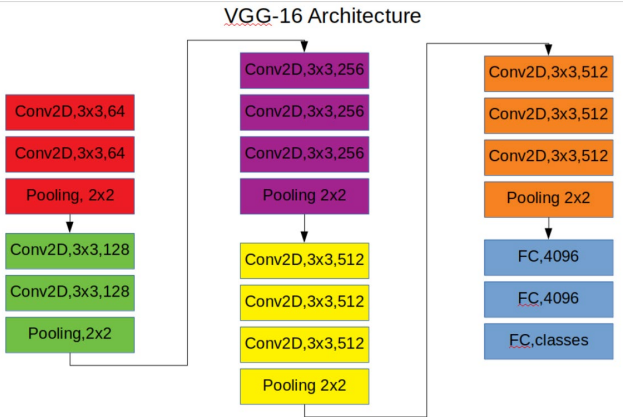 VGG-16 Architecture
Conv2D,3x3,64
Conv2D,3x3,64
Pooling, 2x2
Conv2D,3x3,128
Conv2D,3x3,128
Pooling,2x2
Conv2D,3x3,256
Conv2D,3x3,256
Conv2D,3x3,256
Pooling 2x2
Conv2D,3x3,512
Conv2D,3x3,512
Conv2D,3x3,512
Pooling 2x2
Conv2D,3x3,512
Conv2D,3x3,512
Conv2D,3x3,512
Pooling 2x2
FC,4096
FC,4096
FC,classes